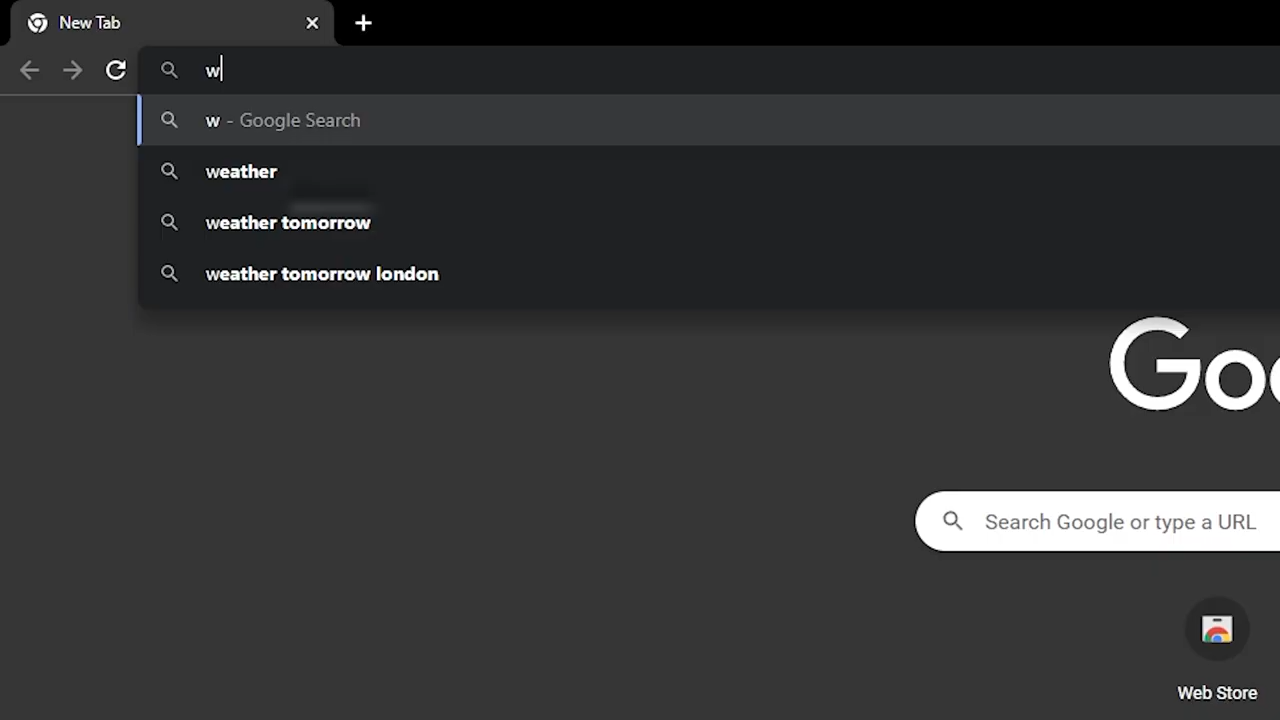 New Tab
w
w - Google Search
weather
weather tomorrow
weather tomorrow london
Goo
Search Google or type a URL
Web Store